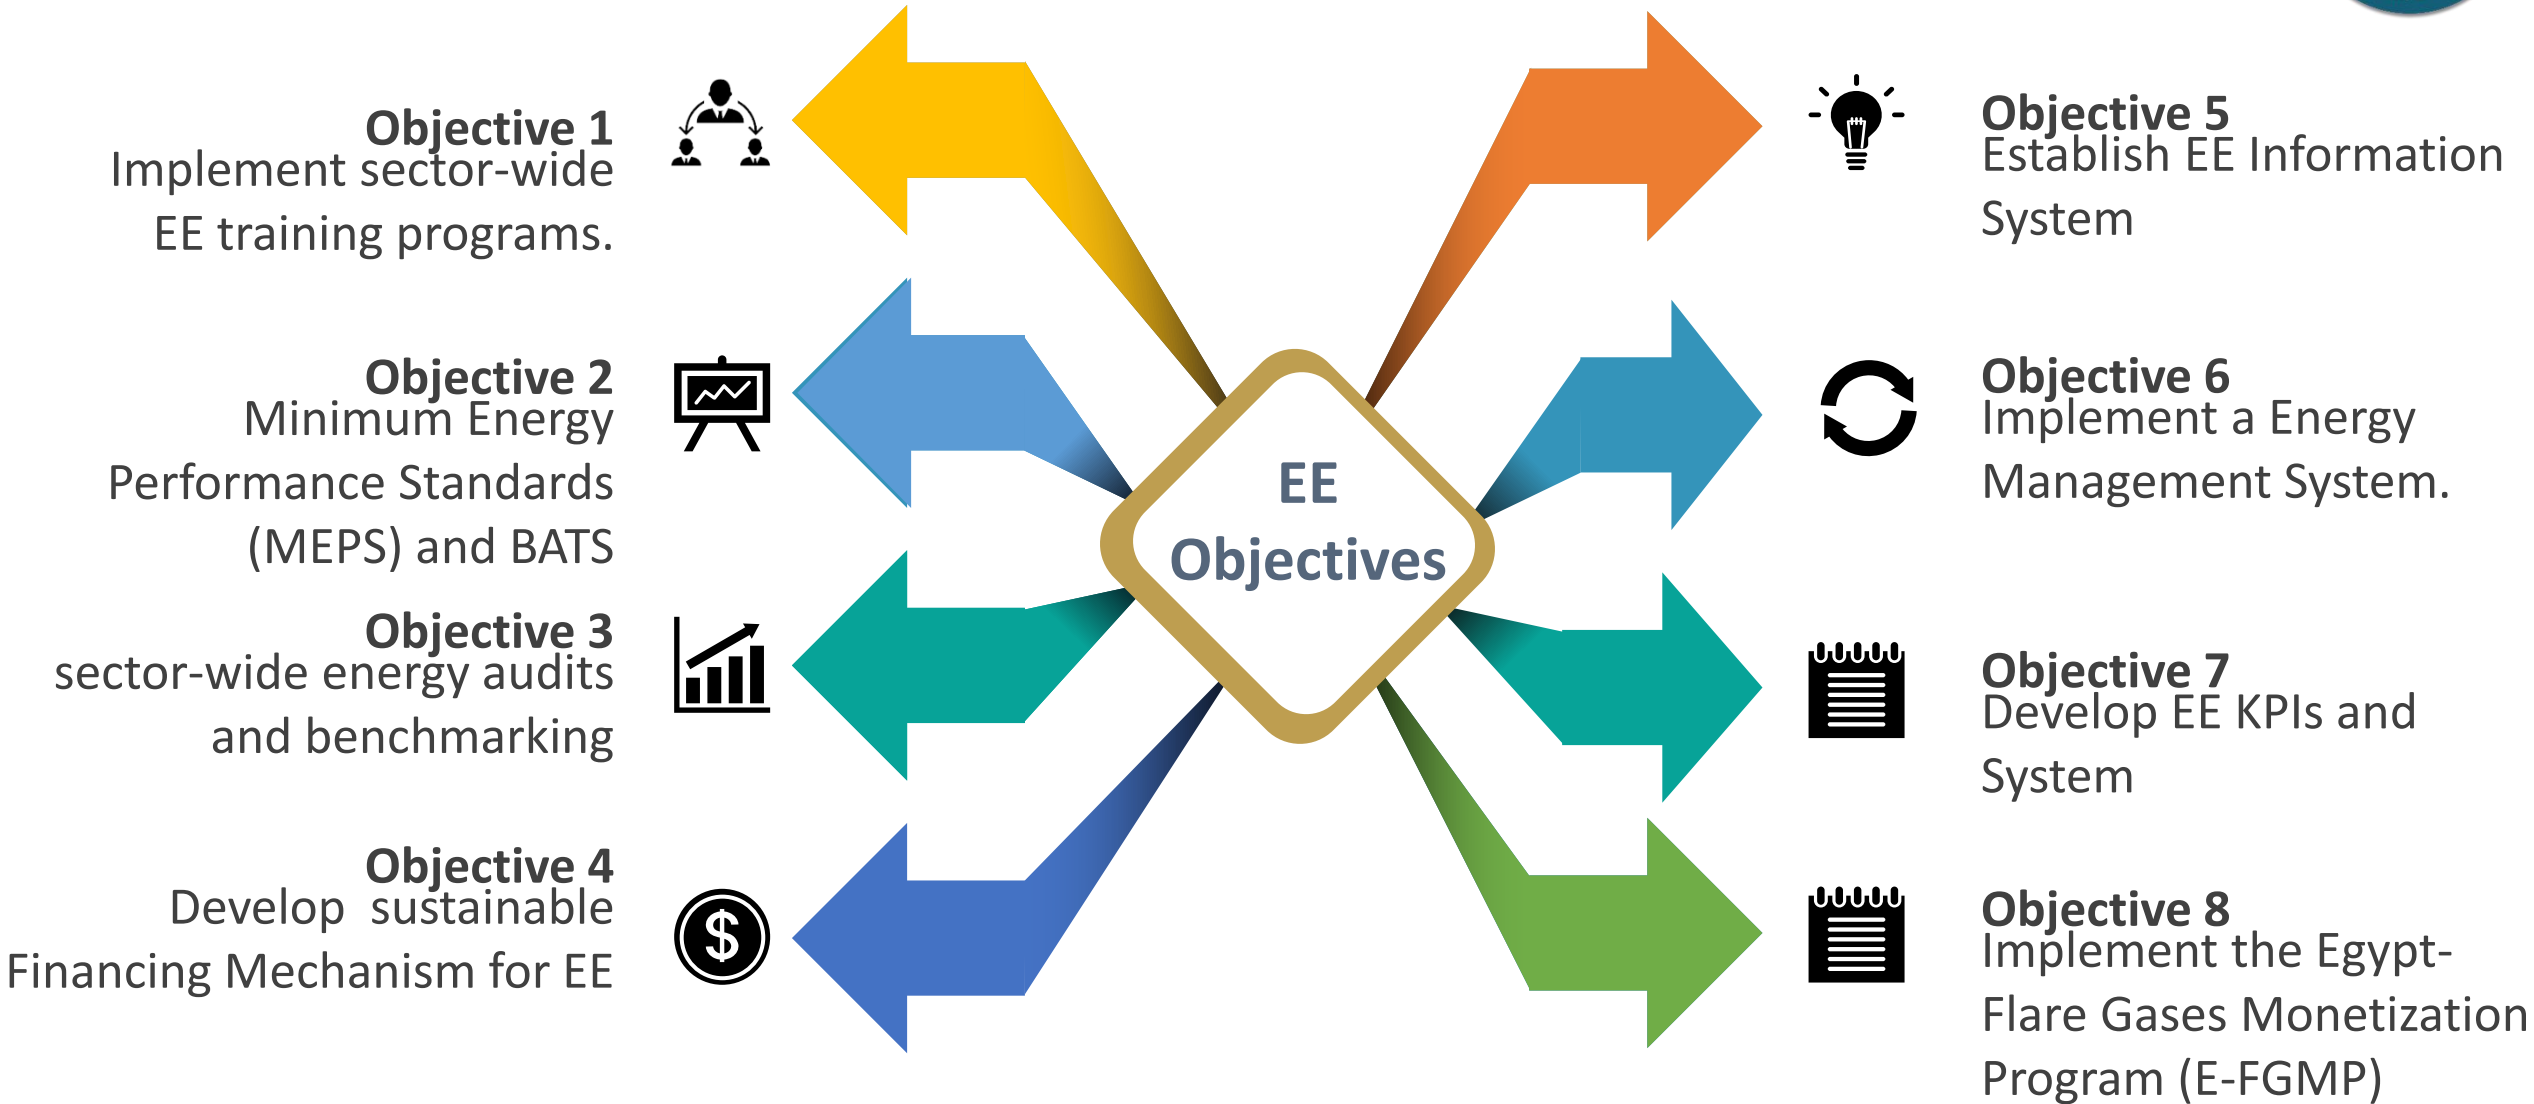 Objective 1
Implement sector-wide
EE training programs.
Objective 2
Minimum Energy
Performance Standards
(MEPS) and BATS
Objective 3
sector-wide energy audits
and benchmarking
Objective 4
Develop  sustainable
Financing Mechanism for EE
EE
Objectives
Objective 5
Establish EE Information
System
Objective 6
Implement a Energy
Management System.
Objective 7
Develop EE KPIs and
System
Objective 8
Implement the Egypt-
Flare Gases Monetization
Program (E-FGMP)
$